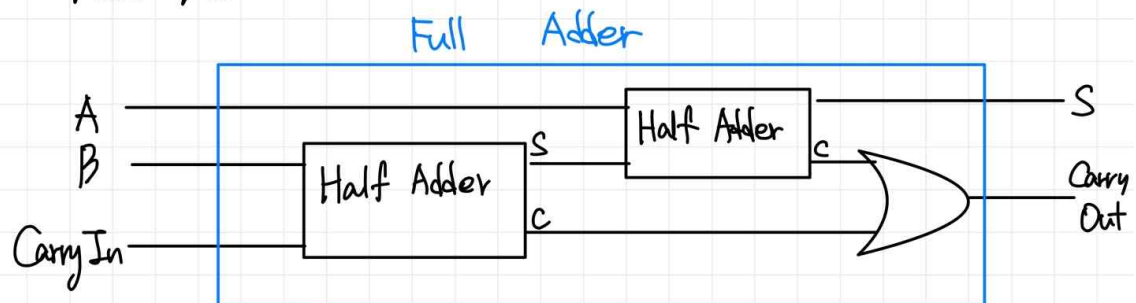 Full Adder
A
B
Carry In
Half Adder
S
C
Half Adder
C
S
Carry
Out